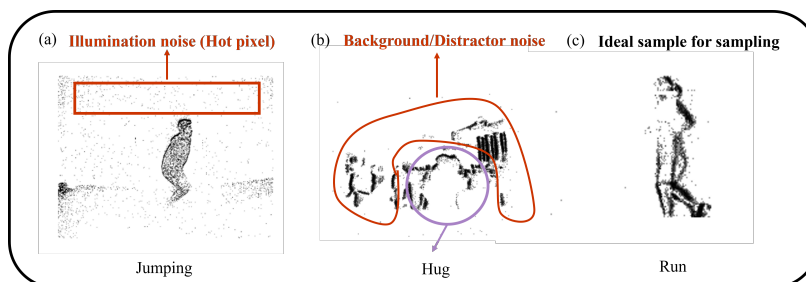 (a) Illumination noise (Hot pixel)
(b) Background/Distractor noise
(c) Ideal sample for sampling
Jumping
Hug
Run